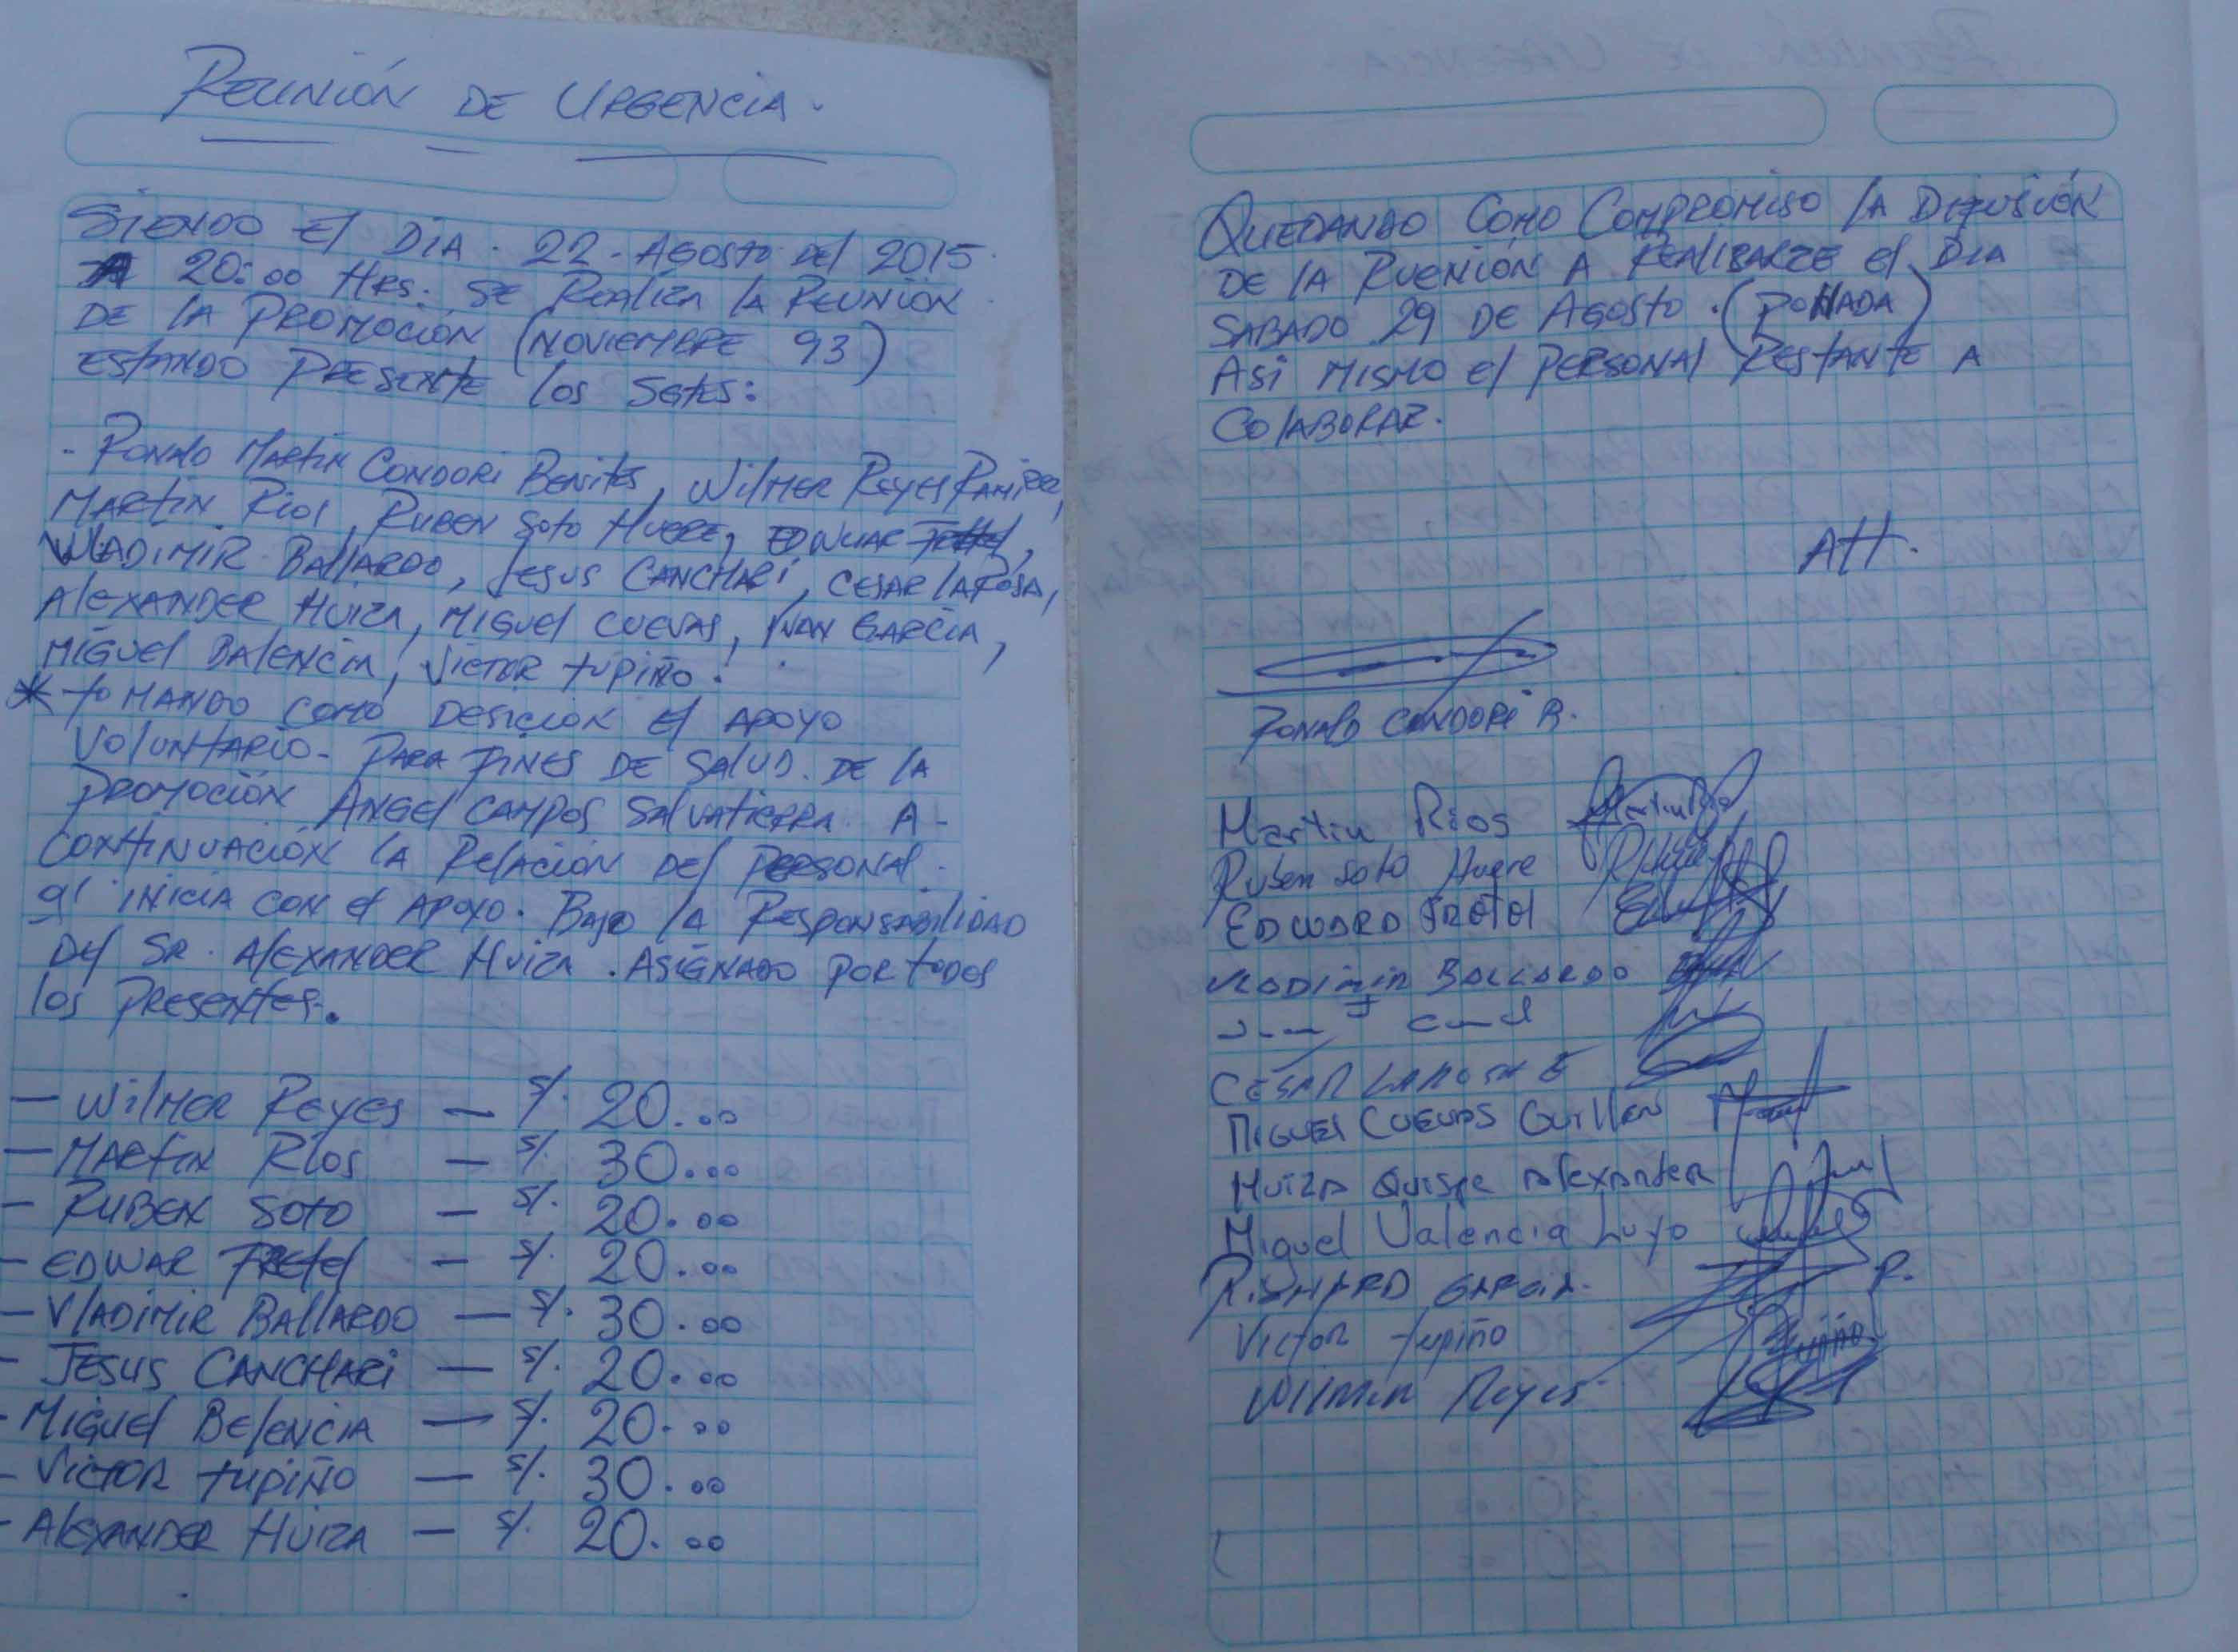 REUNIÓN DE URGENCIA.
SIENDO El DIA. 22-AGOSTO DEl 2015.
A 20:00 HRS: SE REAlizA lA REUNION
DE lA PROMOCIÓN (NOVIEMBRE 93)
ESTANDO PRESENTE los SGTES:
- RONALD MARTIN CONDORI BENITES, WilMER REYES RAMIREZ,
MARTIN RIOS, RUBEN SOTO HUERE, EDWUAR FRETEL,
WLADIMIR BAllARDO, JESUS CANCHARI, CESAR LAROSA,
AlEXANDER HUIZA, MIGUEl CUEVAS, IVAN GARCIA,
MIGUEl BAlENCIA, VICTOR TUPIÑO.
* TOMANDO COMO DESICION El APOYO
VOlUNTARIO - PARA FINES DE SAlUD. DE lA
PROMOCIÓN ANGEl CAMPOS SAlVATIERRA. A-
CONTINUACIÓN lA RElACIÓN DEl PERSONAl.
q' INICIA CON el APOYO. BAJO lA RESPONSABILIDAD
DEl SR. AlEXANDER HUIZA. ASIGNADO POR TODOS
los PRESENTES.
- WilMER REYES - S/. 20.00
- MARTIN RIOS - S/. 30.00
- RUBEN SOTO - S/. 20.00
- EDWAR FRETEl - S/. 20.00
- VlADIMIR BAllARDO - S/. 30.00
- JESUS CANCHARI - S/. 20.00
- MIGUEl BElENCIA - S/. 20.00
- VICTOR TUPIÑO - S/. 30.00
- AlEXANDER HUIZA - S/. 20.00
QUEDANDO COMO COMPROMISO lA DIFUSIÓN
DE lA RUENIÓN A REAlIZARZE el DIA
SABADO 29 DE AGOSTO. (POllADA)
ASI MISMO el PERSONAl RESTANTE A
COlABORAR.
Att.
RONALD CONDORI B.
Martin Rios
Ruben soto Huere
EDWARD FRETEL
VLADIMIR BALLARDO
CESAR LAROSA E
MIGUEl CUEVAS Guillen
HUIZA QUISPE AlEXANDER
Miguel Valencia Luyo
RISHARD GARCIA.
VICTOR Tupiño
WILMER Reyes